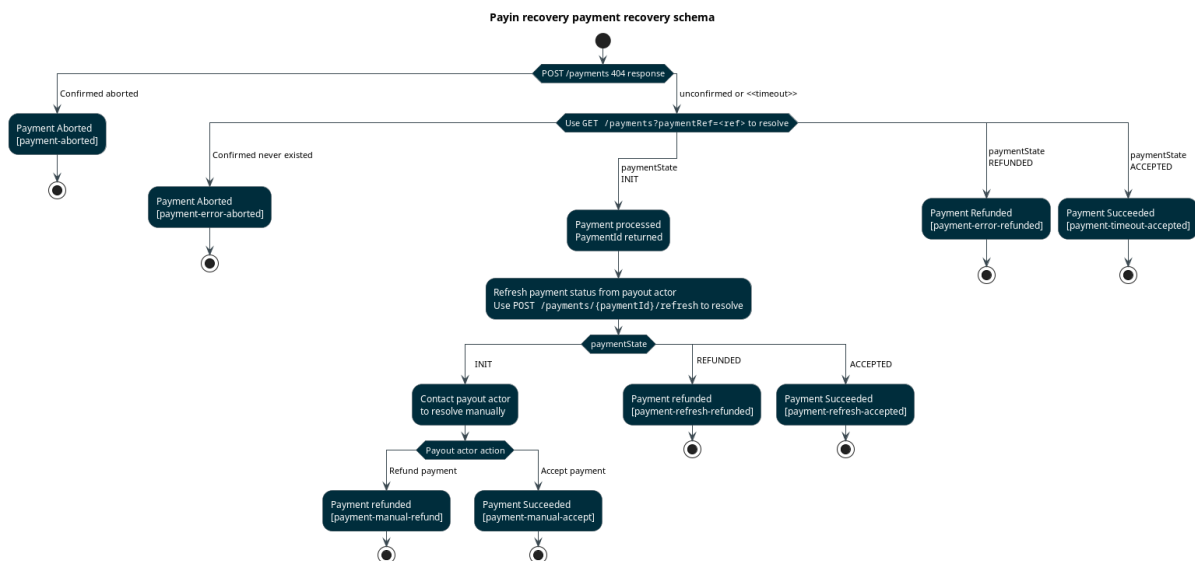 Payin recovery payment recovery schema
POST /payments 404 response
Confirmed aborted
unconfirmed or <<timeout>>
Payment Aborted
[payment-aborted]
Use GET /payments?paymentRef=<ref> to resolve
Confirmed never existed
paymentState
INIT
paymentState
REFUNDED
paymentState
ACCEPTED
Payment Aborted
[payment-error-aborted]
Payment processed
PaymentId returned
Payment Refunded
[payment-error-refunded]
Payment Succeeded
[payment-timeout-accepted]
Refresh payment status from payout actor
Use POST /payments/{paymentId}/refresh to resolve
paymentState
INIT
REFUNDED
ACCEPTED
Contact payout actor
to resolve manually
Payment refunded
[payment-refresh-refunded]
Payment Succeeded
[payment-refresh-accepted]
Payout actor action
Refund payment
Accept payment
Payment refunded
[payment-manual-refund]
Payment Succeeded
[payment-manual-accept]